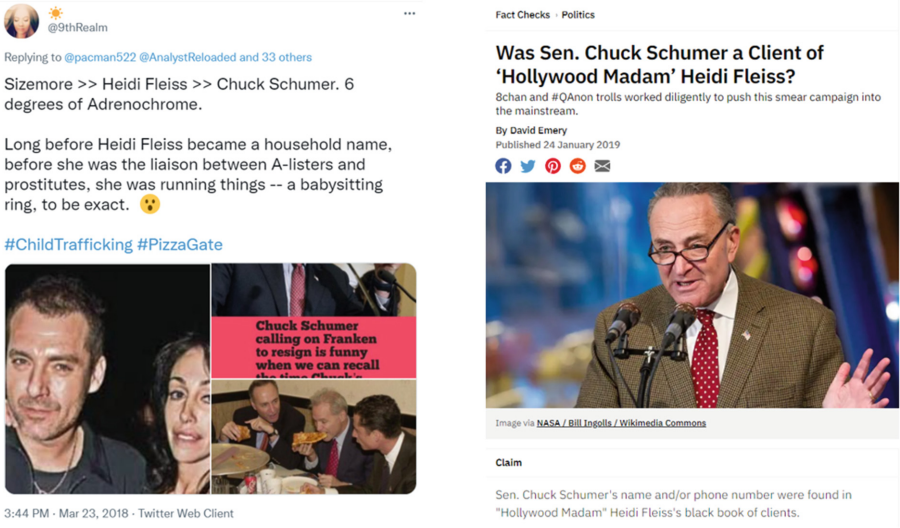 @9thRealm
Replying to @pacman522 @AnalystReloaded and 33 others
Sizemore >> Heidi Fleiss >> Chuck Schumer. 6
degrees of Adrenochrome.
Long before Heidi Fleiss became a household name,
before she was the liaison between A-listers and
prostitutes, she was running things -- a babysitting
ring, to be exact. 😮
#ChildTrafficking #PizzaGate
Chuck Schumer
calling on Franken
to resign is funny
when we can recall
the time Chuck's
3:44 PM · Mar 23, 2018 · Twitter Web Client
Fact Checks › Politics
Was Sen. Chuck Schumer a Client of
‘Hollywood Madam’ Heidi Fleiss?
8chan and #QAnon trolls worked diligently to push this smear campaign into
the mainstream.
By David Emery
Published 24 January 2019
Image via NASA / Bill Ingolls / Wikimedia Commons
Claim
Sen. Chuck Schumer's name and/or phone number were found in
"Hollywood Madam" Heidi Fleiss's black book of clients.